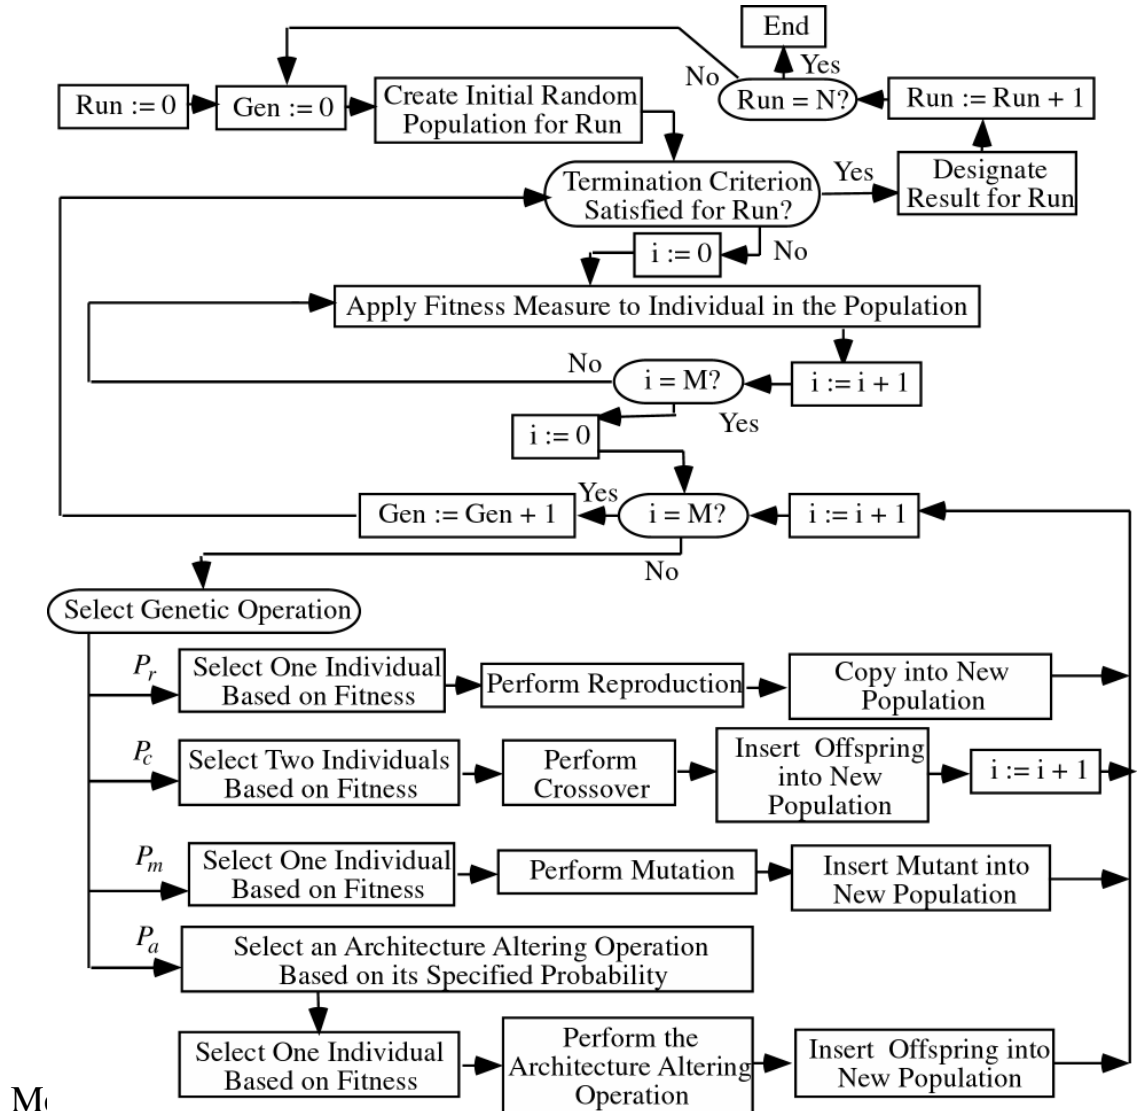 End
Yes
No
Run := 0
Gen := 0
Create Initial Random
Population for Run
Run = N?
Run := Run + 1
Termination Criterion
Satisfied for Run?
Yes
Designate
Result for Run
i := 0
No
Apply Fitness Measure to Individual in the Population
No
i = M?
i := i + 1
Yes
i := 0
Yes
Gen := Gen + 1
i = M?
i := i + 1
No
Select Genetic Operation
Pr
Select One Individual
Based on Fitness
Perform Reproduction
Copy into New
Population
Pc
Select Two Individuals
Based on Fitness
Perform
Crossover
Insert Offspring
into New
Population
i := i + 1
Pm
Select One Individual
Based on Fitness
Perform Mutation
Insert Mutant into
New Population
Pa
Select an Architecture Altering Operation
Based on its Specified Probability
Select One Individual
Based on Fitness
Perform the
Architecture Altering
Operation
Insert Offspring into
New Population